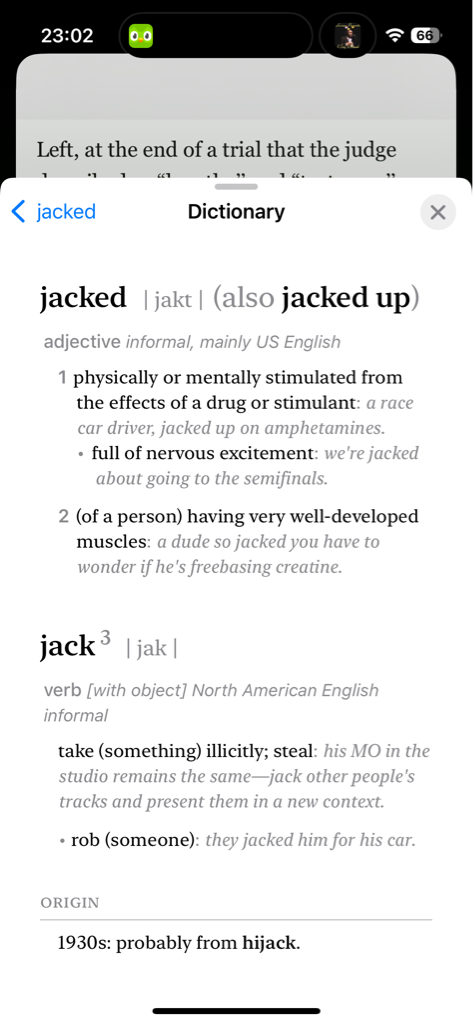 23:02
66
Left, at the end of a trial that the judge
jacked
Dictionary
jacked | jakt | (also jacked up)
adjective informal, mainly US English
1 physically or mentally stimulated from
the effects of a drug or stimulant: a race
car driver, jacked up on amphetamines.
• full of nervous excitement: we're jacked
about going to the semifinals.
2 (of a person) having very well-developed
muscles: a dude so jacked you have to
wonder if he's freebasing creatine.
jack³ | jak |
verb [with object] North American English
informal
take (something) illicitly; steal: his MO in the
studio remains the same—jack other people's
tracks and present them in a new context.
• rob (someone): they jacked him for his car.
ORIGIN
1930s: probably from hijack.